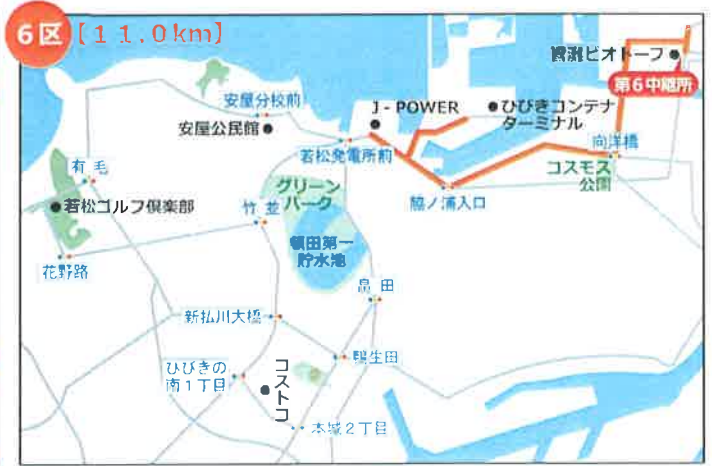 6区【11.0km】
響灘ビオトープ
第6中継所
安屋分校前
J-POWER
ひびきコンテナ
ターミナル
安屋公民館
向洋橋
若松発電所前
コスモス
公園
有毛
グリーン
パーク
脇ノ浦入口
若松ゴルフ倶楽部
竹並
頓田第一
貯水池
花野路
畠田
新払川大橋
鴨生田
ひびきの
南1丁目
コストコ
本城2丁目